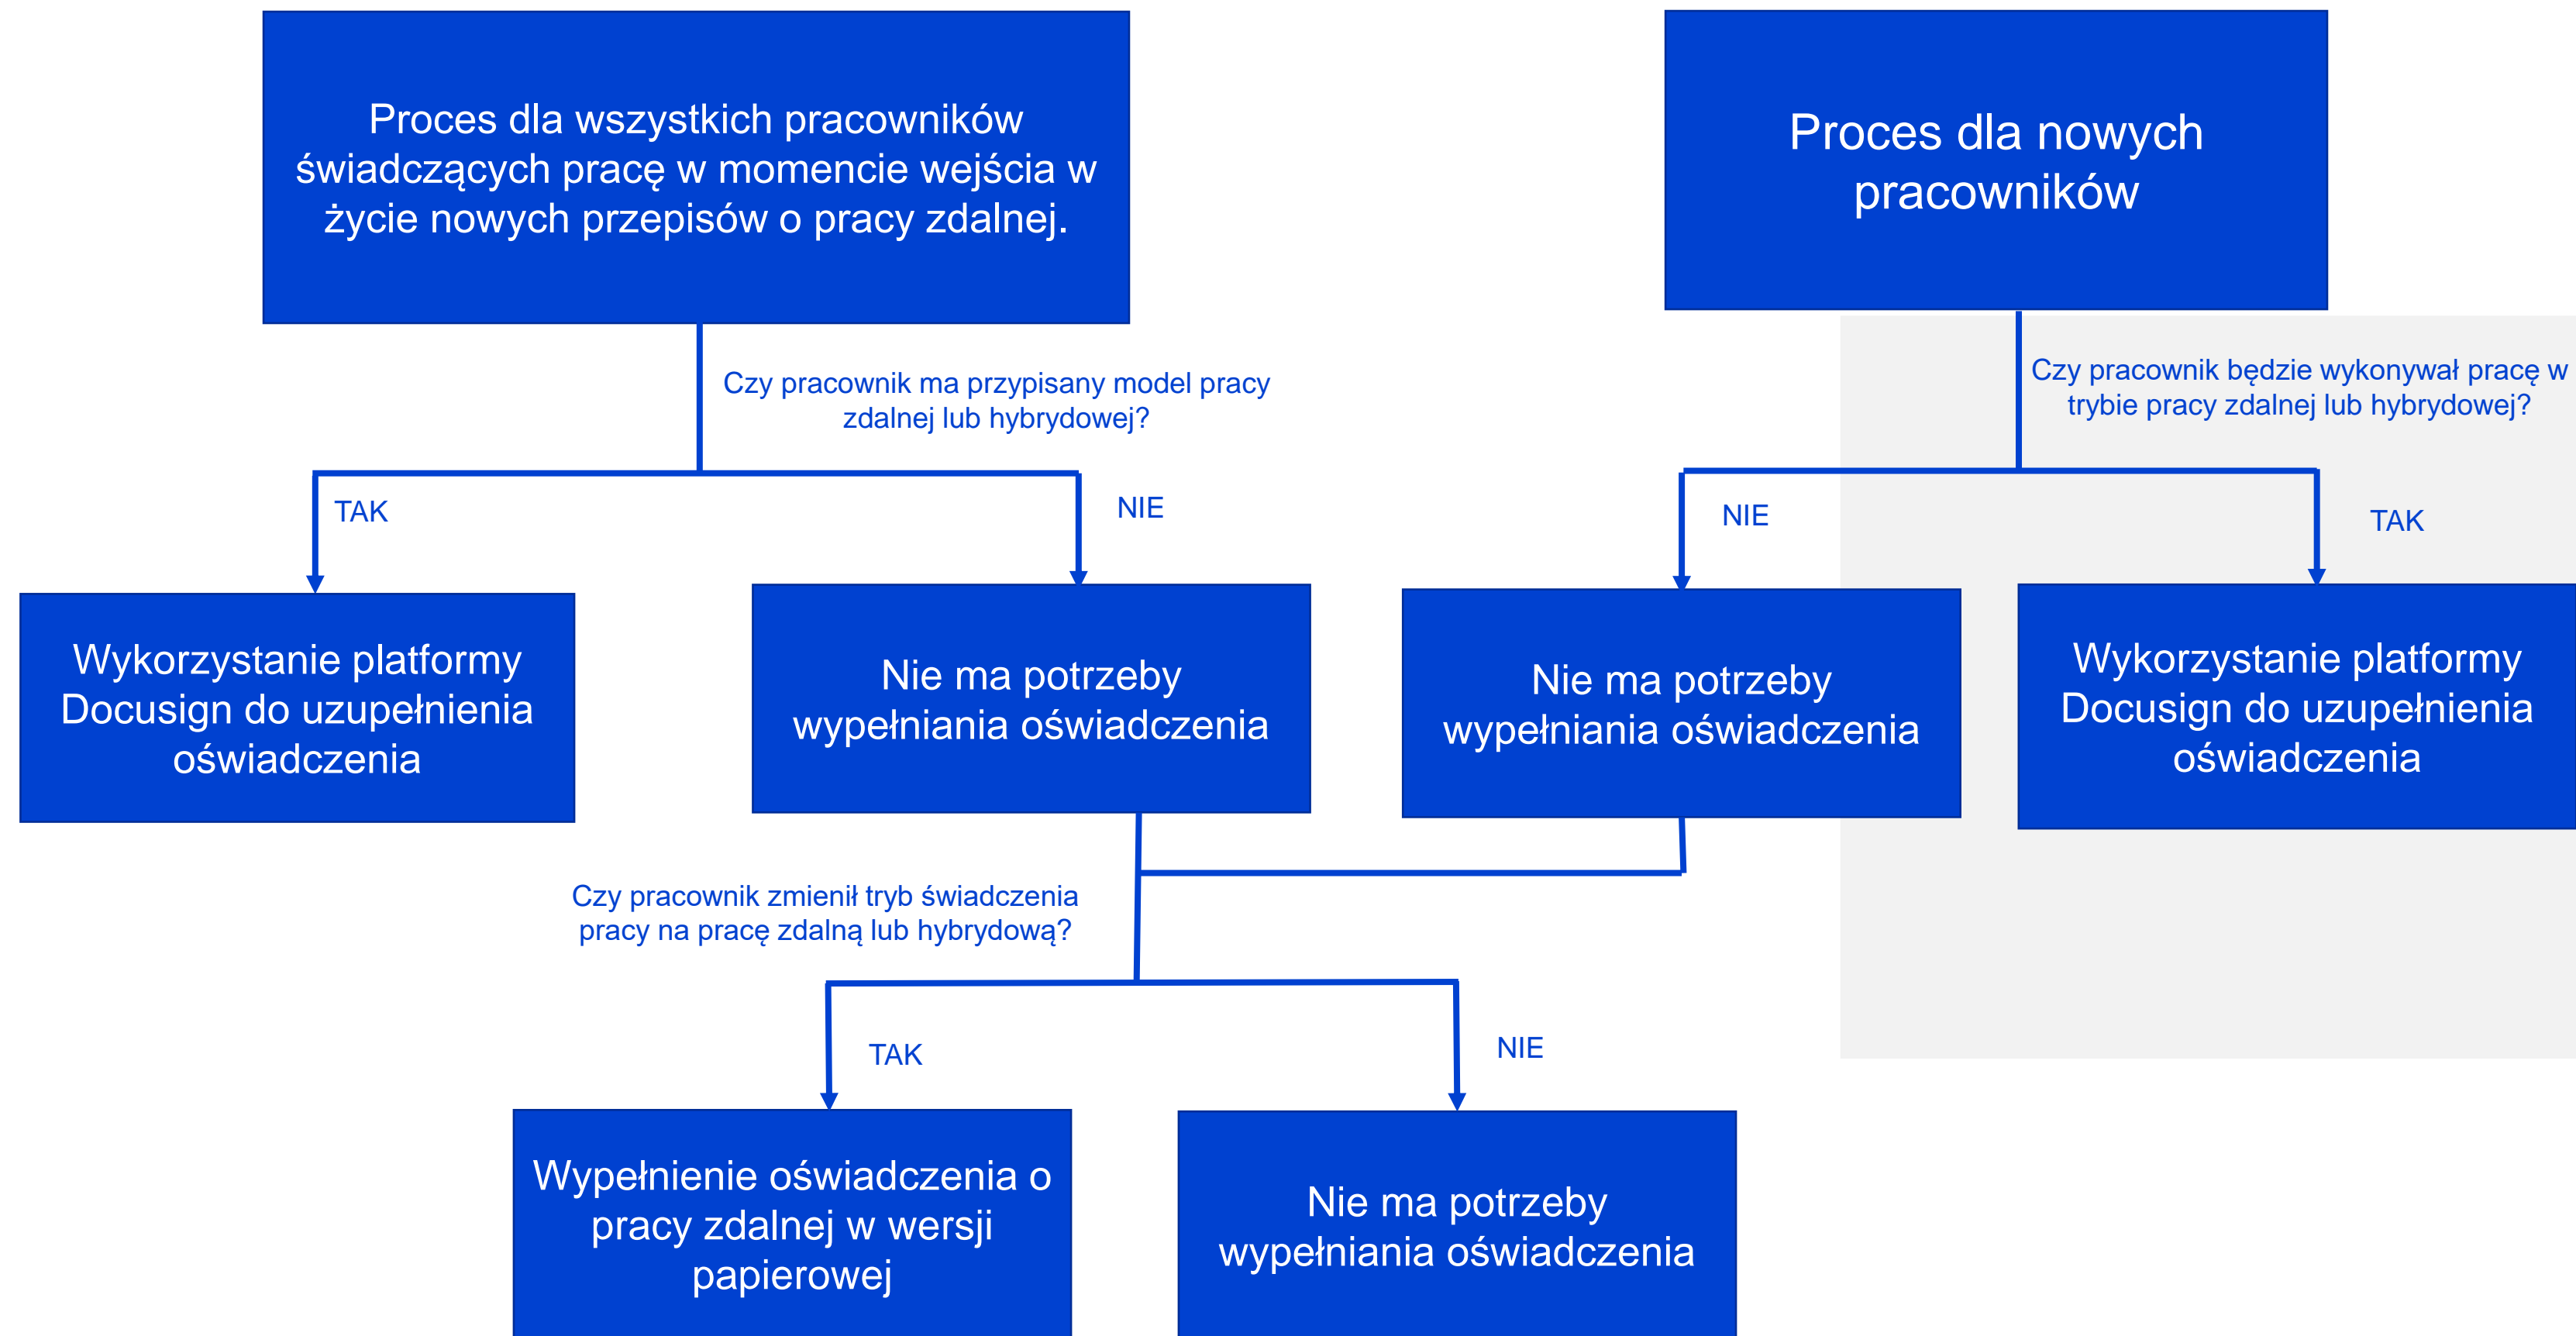 Proces dla wszystkich pracowników
świadczących pracę w momencie wejścia w
życie nowych przepisów o pracy zdalnej.
Proces dla nowych
pracowników
Czy pracownik ma przypisany model pracy
zdalnej lub hybrydowej?
Czy pracownik będzie wykonywał pracę w
trybie pracy zdalnej lub hybrydowej?
TAK
NIE
NIE
TAK
Wykorzystanie platformy
Docusign do uzupełnienia
oświadczenia
Nie ma potrzeby
wypełniania oświadczenia
Nie ma potrzeby
wypełniania oświadczenia
Wykorzystanie platformy
Docusign do uzupełnienia
oświadczenia
Czy pracownik zmienił tryb świadczenia
pracy na pracę zdalną lub hybrydową?
TAK
NIE
Wypełnienie oświadczenia o
pracy zdalnej w wersji
papierowej
Nie ma potrzeby
wypełniania oświadczenia